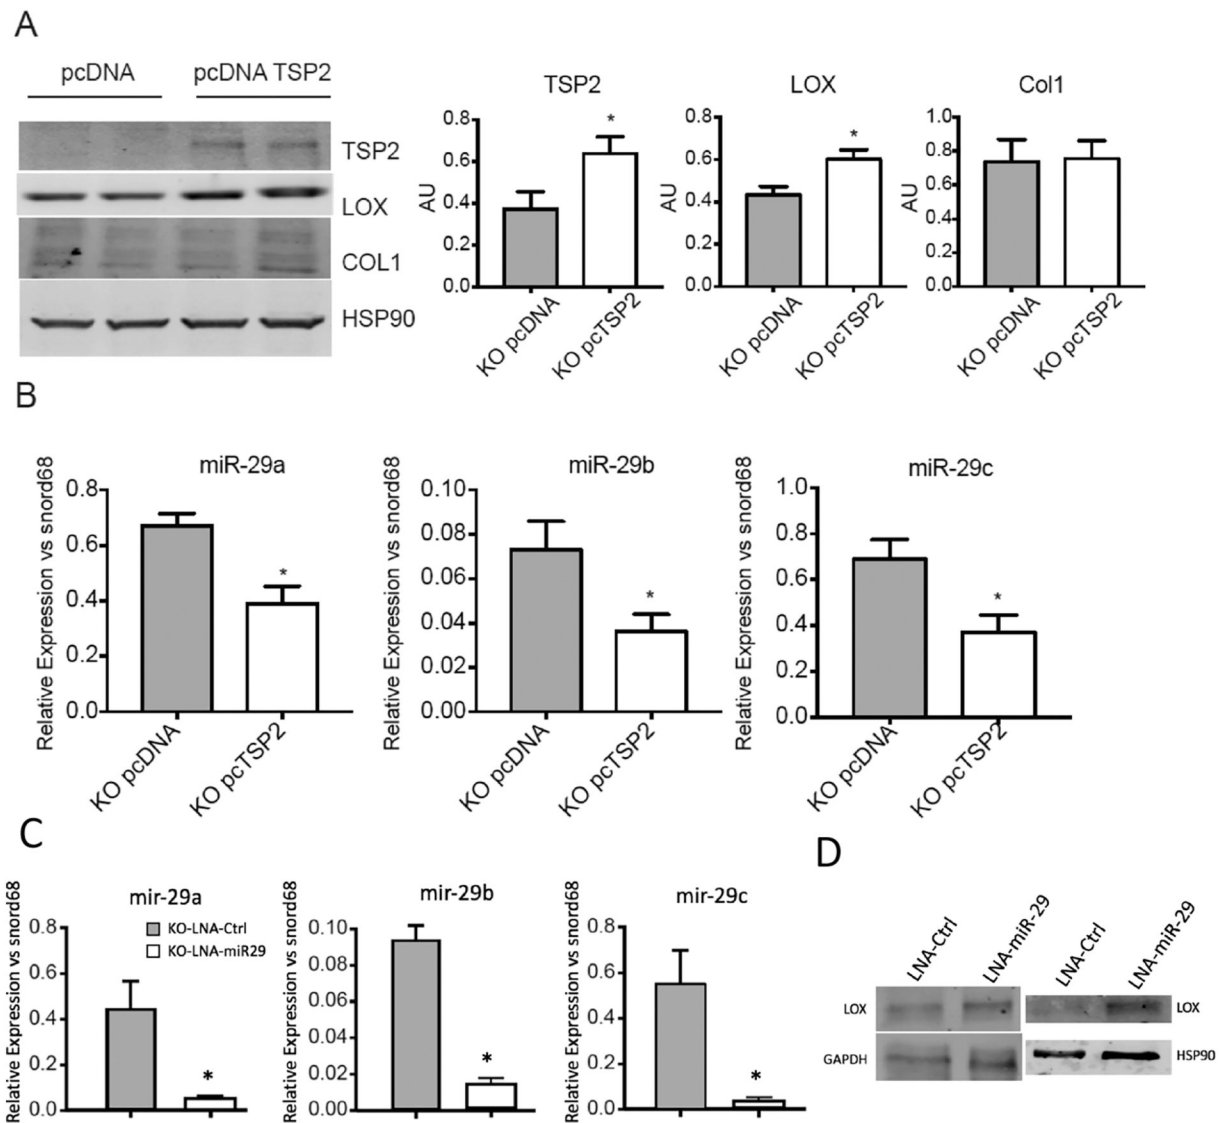 A
pcDNA pcDNA TSP2
TSP2
LOX
COL1
HSP90
TSP2
AU
0.8
0.6
0.4
0.2
0.0
*
KO pcDNA
KO pcTSP2
LOX
AU
0.8
0.6
0.4
0.2
0.0
*
KO pcDNA
KO pcTSP2
Col1
AU
1.0
0.8
0.6
0.4
0.2
0.0
KO pcDNA
KO pcTSP2
B
miR-29a
Relative Expression vs snord68
0.8
0.6
0.4
0.2
0.0
*
KO pcDNA
KO pcTSP2
miR-29b
Relative Expression vs snord68
0.10
0.08
0.06
0.04
0.02
0.00
*
KO pcDNA
KO pcTSP2
miR-29c
Relative Expression vs snord68
1.0
0.8
0.6
0.4
0.2
0.0
*
KO pcDNA
KO pcTSP2
C
mir-29a
Relative Expression vs snord68
0.8
0.6
0.4
0.2
0.0
KO-LNA-Ctrl
KO-LNA-miR29
*
mir-29b
Relative Expression vs snord68
0.10
0.08
0.06
0.04
0.02
0.00
*
mir-29c
Relative Expression vs snord68
0.8
0.6
0.4
0.2
0.0
*
D
LNA-Ctrl
LNA-miR-29
LNA-Ctrl
LNA-miR-29
LOX
GAPDH
LOX
HSP90